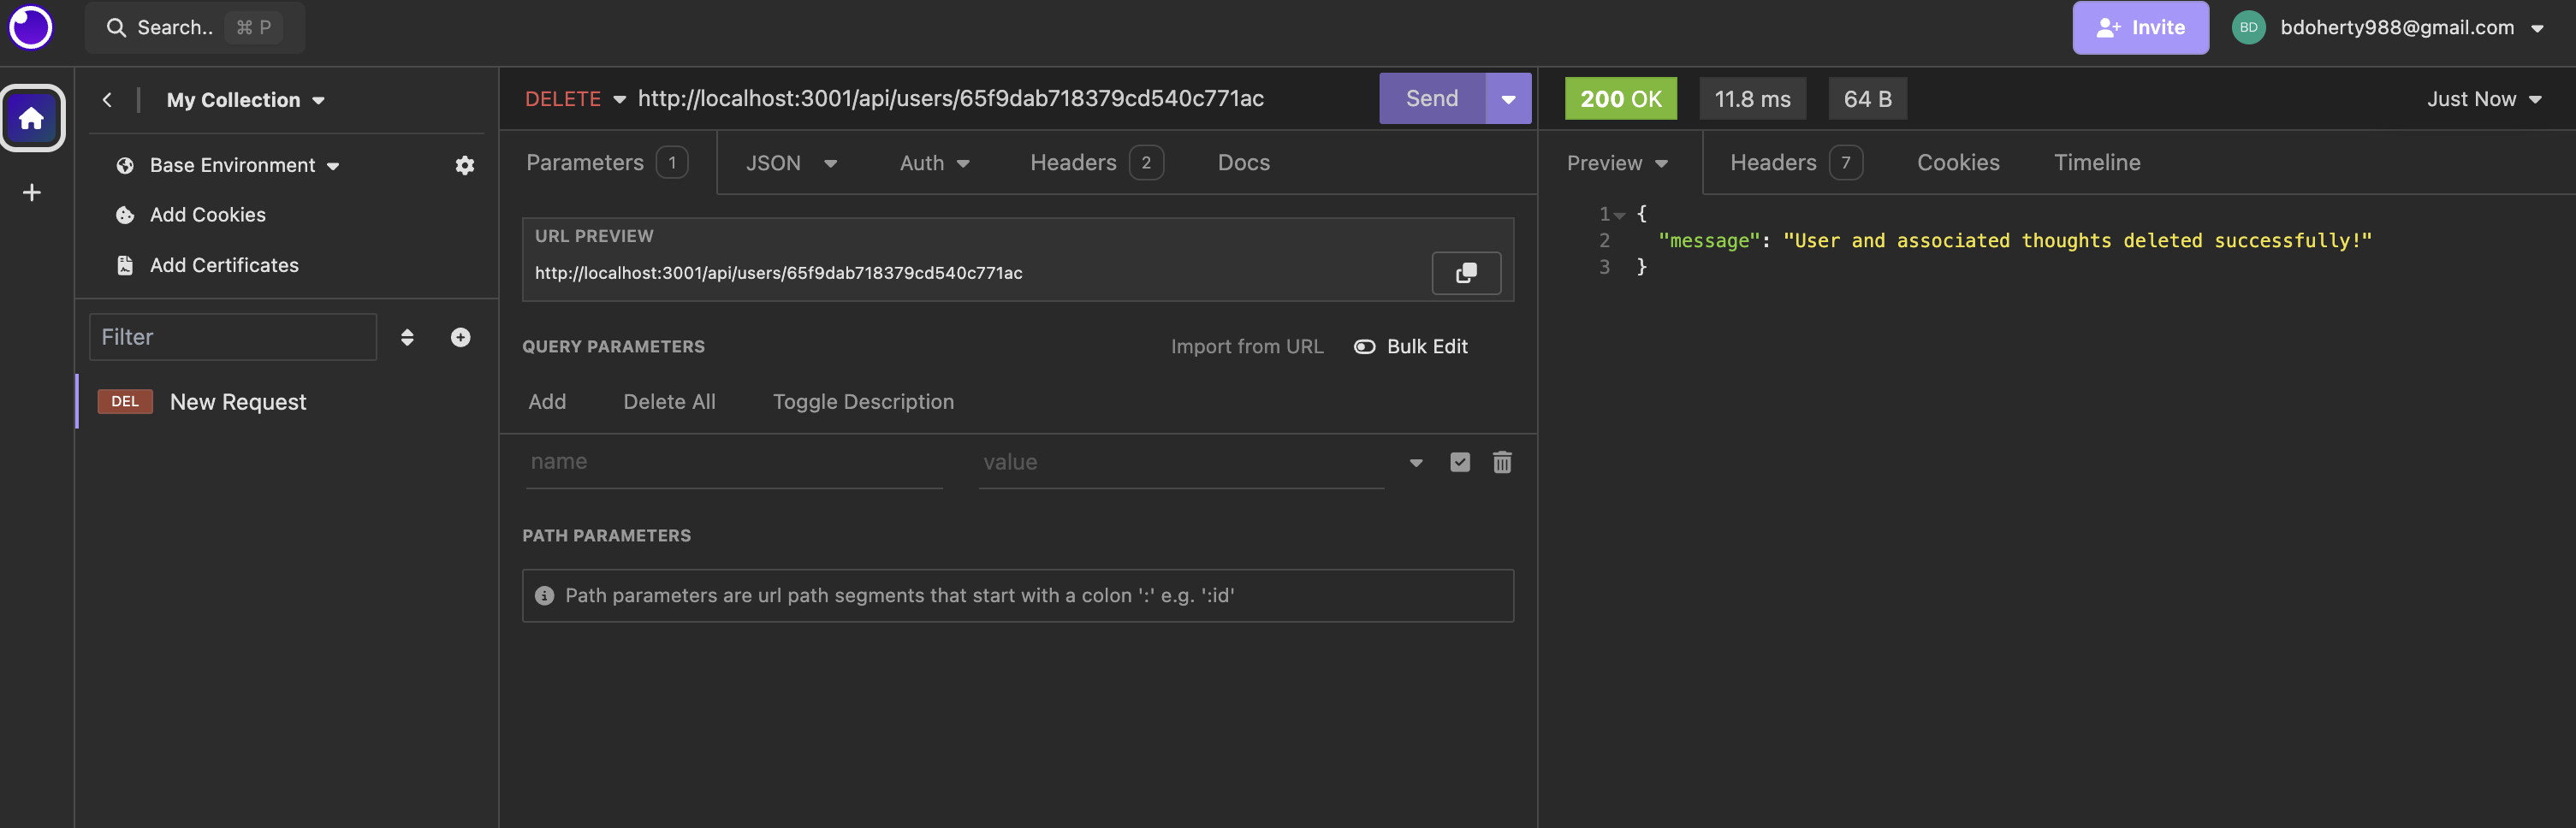 Search.. ⌘ P
Invite
BD bdoherty988@gmail.com
My Collection
Base Environment
Add Cookies
Add Certificates
Filter
DEL New Request
DELETE http://localhost:3001/api/users/65f9dab718379cd540c771ac Send
Parameters 1 JSON Auth Headers 2 Docs
URL PREVIEW
http://localhost:3001/api/users/65f9dab718379cd540c771ac
QUERY PARAMETERS Import from URL Bulk Edit
Add Delete All Toggle Description
name value
PATH PARAMETERS
Path parameters are url path segments that start with a colon ':' e.g. ':id'
200 OK 11.8 ms 64 B Just Now
Preview Headers 7 Cookies Timeline
1 {
2 "message": "User and associated thoughts deleted successfully!"
3 }